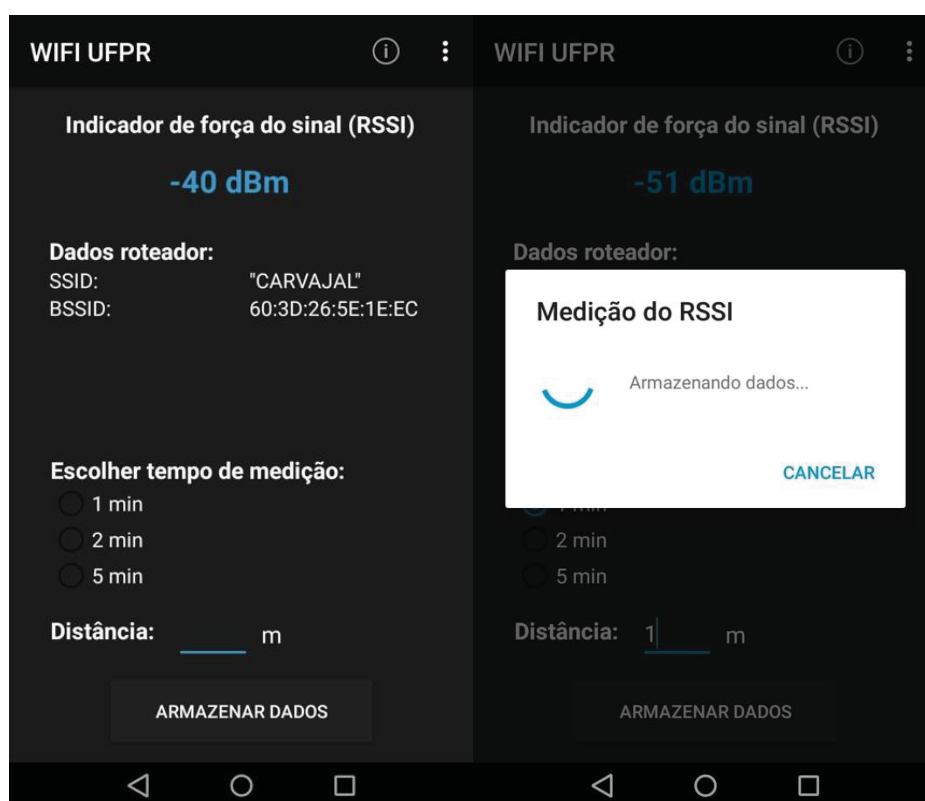 WIFI UFPR
Indicador de força do sinal (RSSI)
-40 dBm
Dados roteador:
SSID: "CARVAJAL"
BSSID: 60:3D:26:5E:1E:EC
Escolher tempo de medição:
1 min
2 min
5 min
Distância: m
ARMAZENAR DADOS
WIFI UFPR
Indicador de força do sinal (RSSI)
-51 dBm
Dados roteador:
Medição do RSSI
Armazenando dados...
CANCELAR
2 min
5 min
Distância: 1 m
ARMAZENAR DADOS